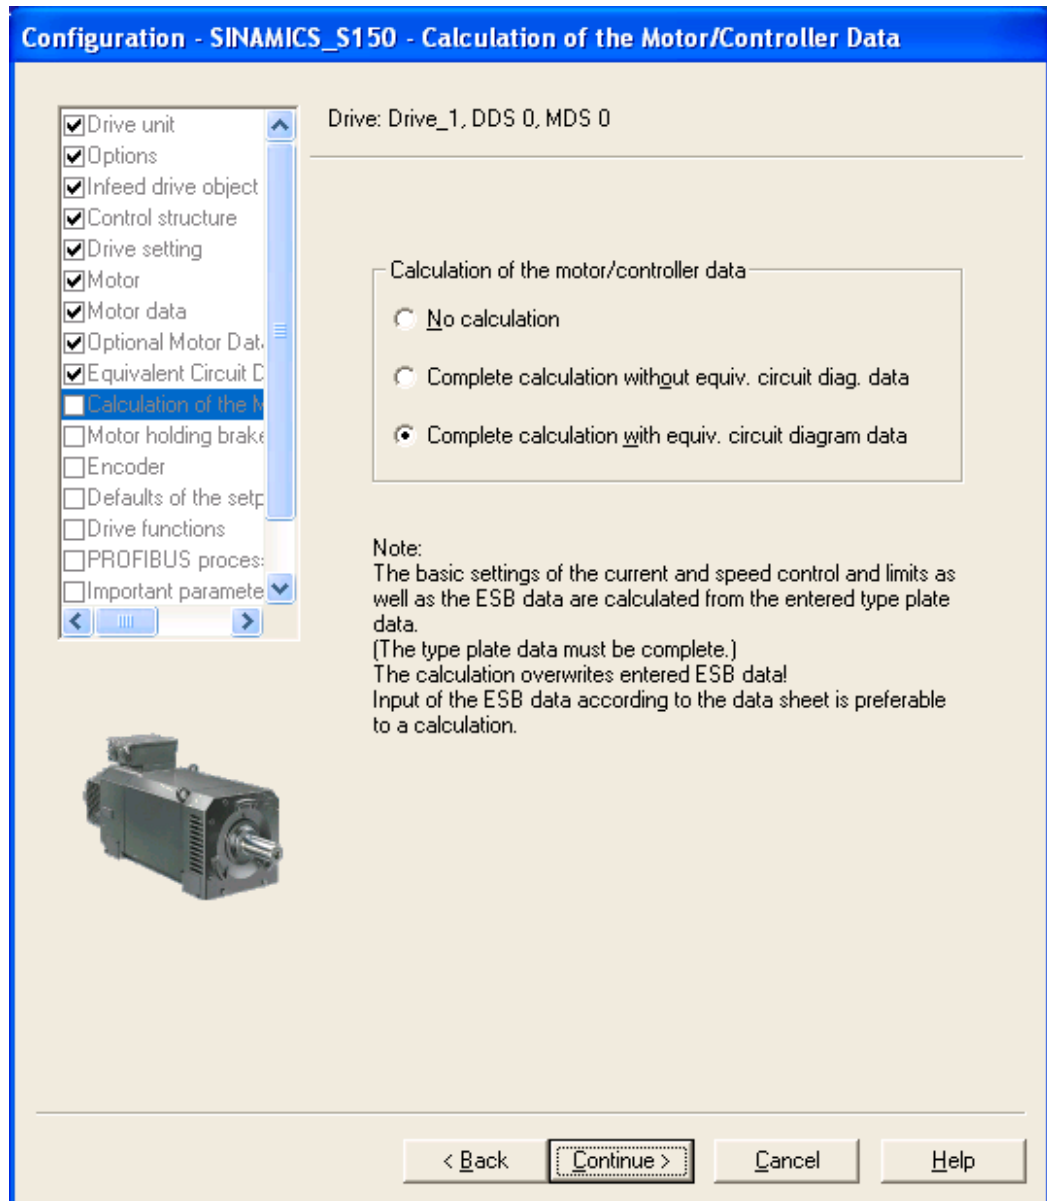 Configuration - SINAMICS_S150 - Calculation of the Motor/Controller Data
Drive unit
Options
Infeed drive object
Control structure
Drive setting
Motor
Motor data
Optional Motor Dat
Equivalent Circuit D
Calculation of the M
Motor holding brake
Encoder
Defaults of the setp
Drive functions
PROFIBUS process
Important paramete
Drive: Drive_1, DDS 0, MDS 0
Calculation of the motor/controller data
No calculation
Complete calculation without equiv. circuit diag. data
Complete calculation with equiv. circuit diagram data
Note:
The basic settings of the current and speed control and limits as
well as the ESB data are calculated from the entered type plate
data.
(The type plate data must be complete.)
The calculation overwrites entered ESB data!
Input of the ESB data according to the data sheet is preferable
to a calculation.
< Back
Continue >
Cancel
Help